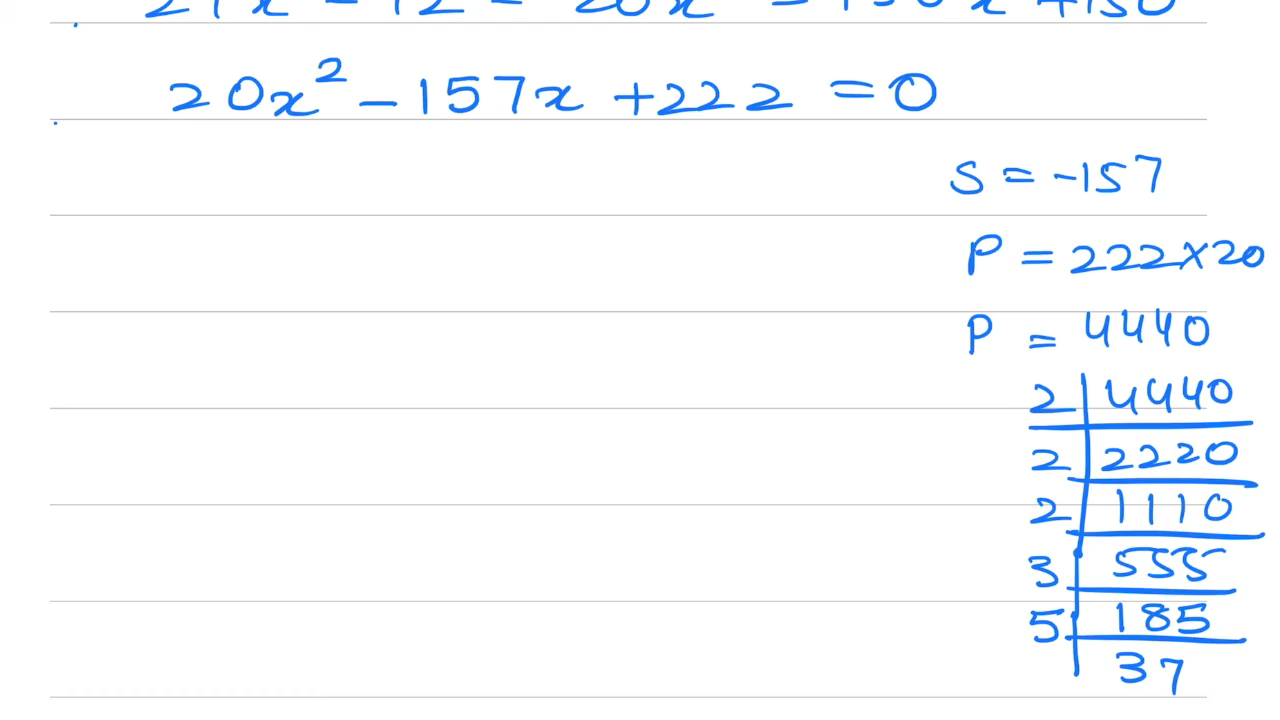 20x² - 157x + 222 = 0
S = -157
P = 222 × 20
P = 4440
2 | 4440
2 | 2220
2 | 1110
3 | 555
5 | 185
37